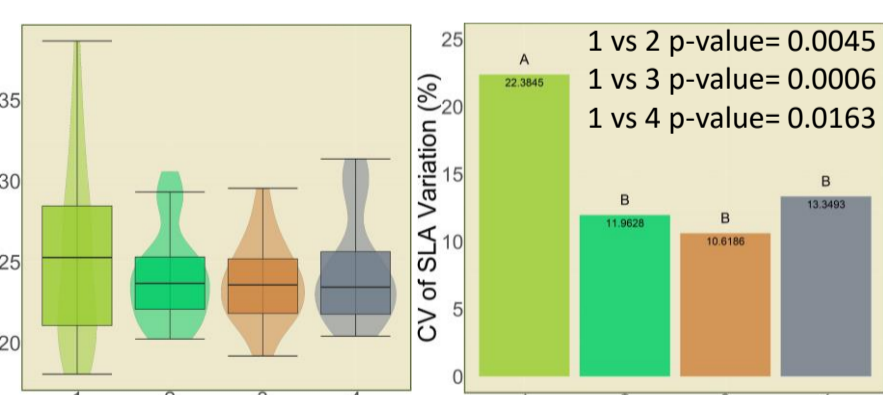 35
30
25
20
CV of SLA Variation (%)
25
20
15
10
5
0
1 vs 2 p-value= 0.0045
1 vs 3 p-value= 0.0006
1 vs 4 p-value= 0.0163
A
22.3845
B
11.9628
B
10.6186
B
13.3493